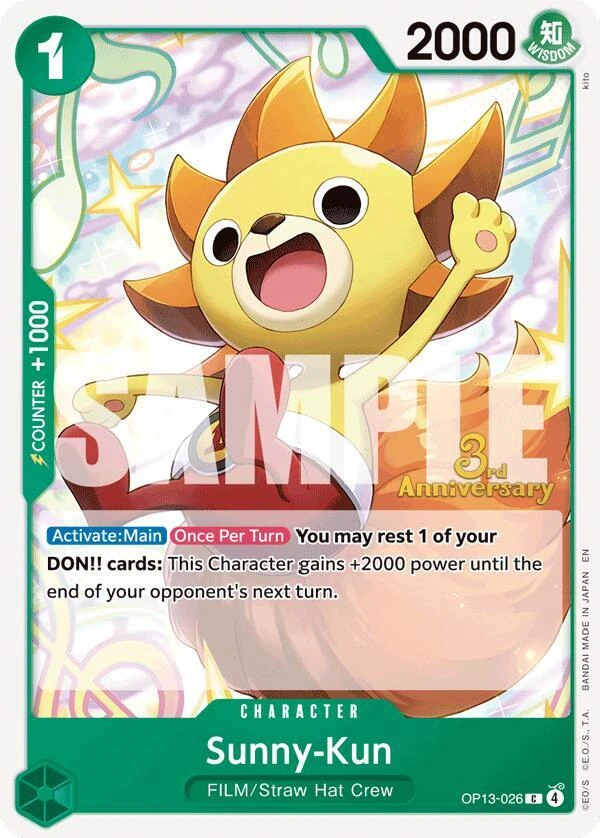 1
2000
知
WISDOM
kito
COUNTER +1000
SAMPLE
3rd
Anniversary
Activate:Main Once Per Turn You may rest 1 of your
DON!! cards: This Character gains +2000 power until the
end of your opponent's next turn.
CHARACTER
Sunny-Kun
FILM/Straw Hat Crew
OP13-026 C 4
©EO/S ©E.O./S., T.A. BANDAI MADE IN JAPAN EN